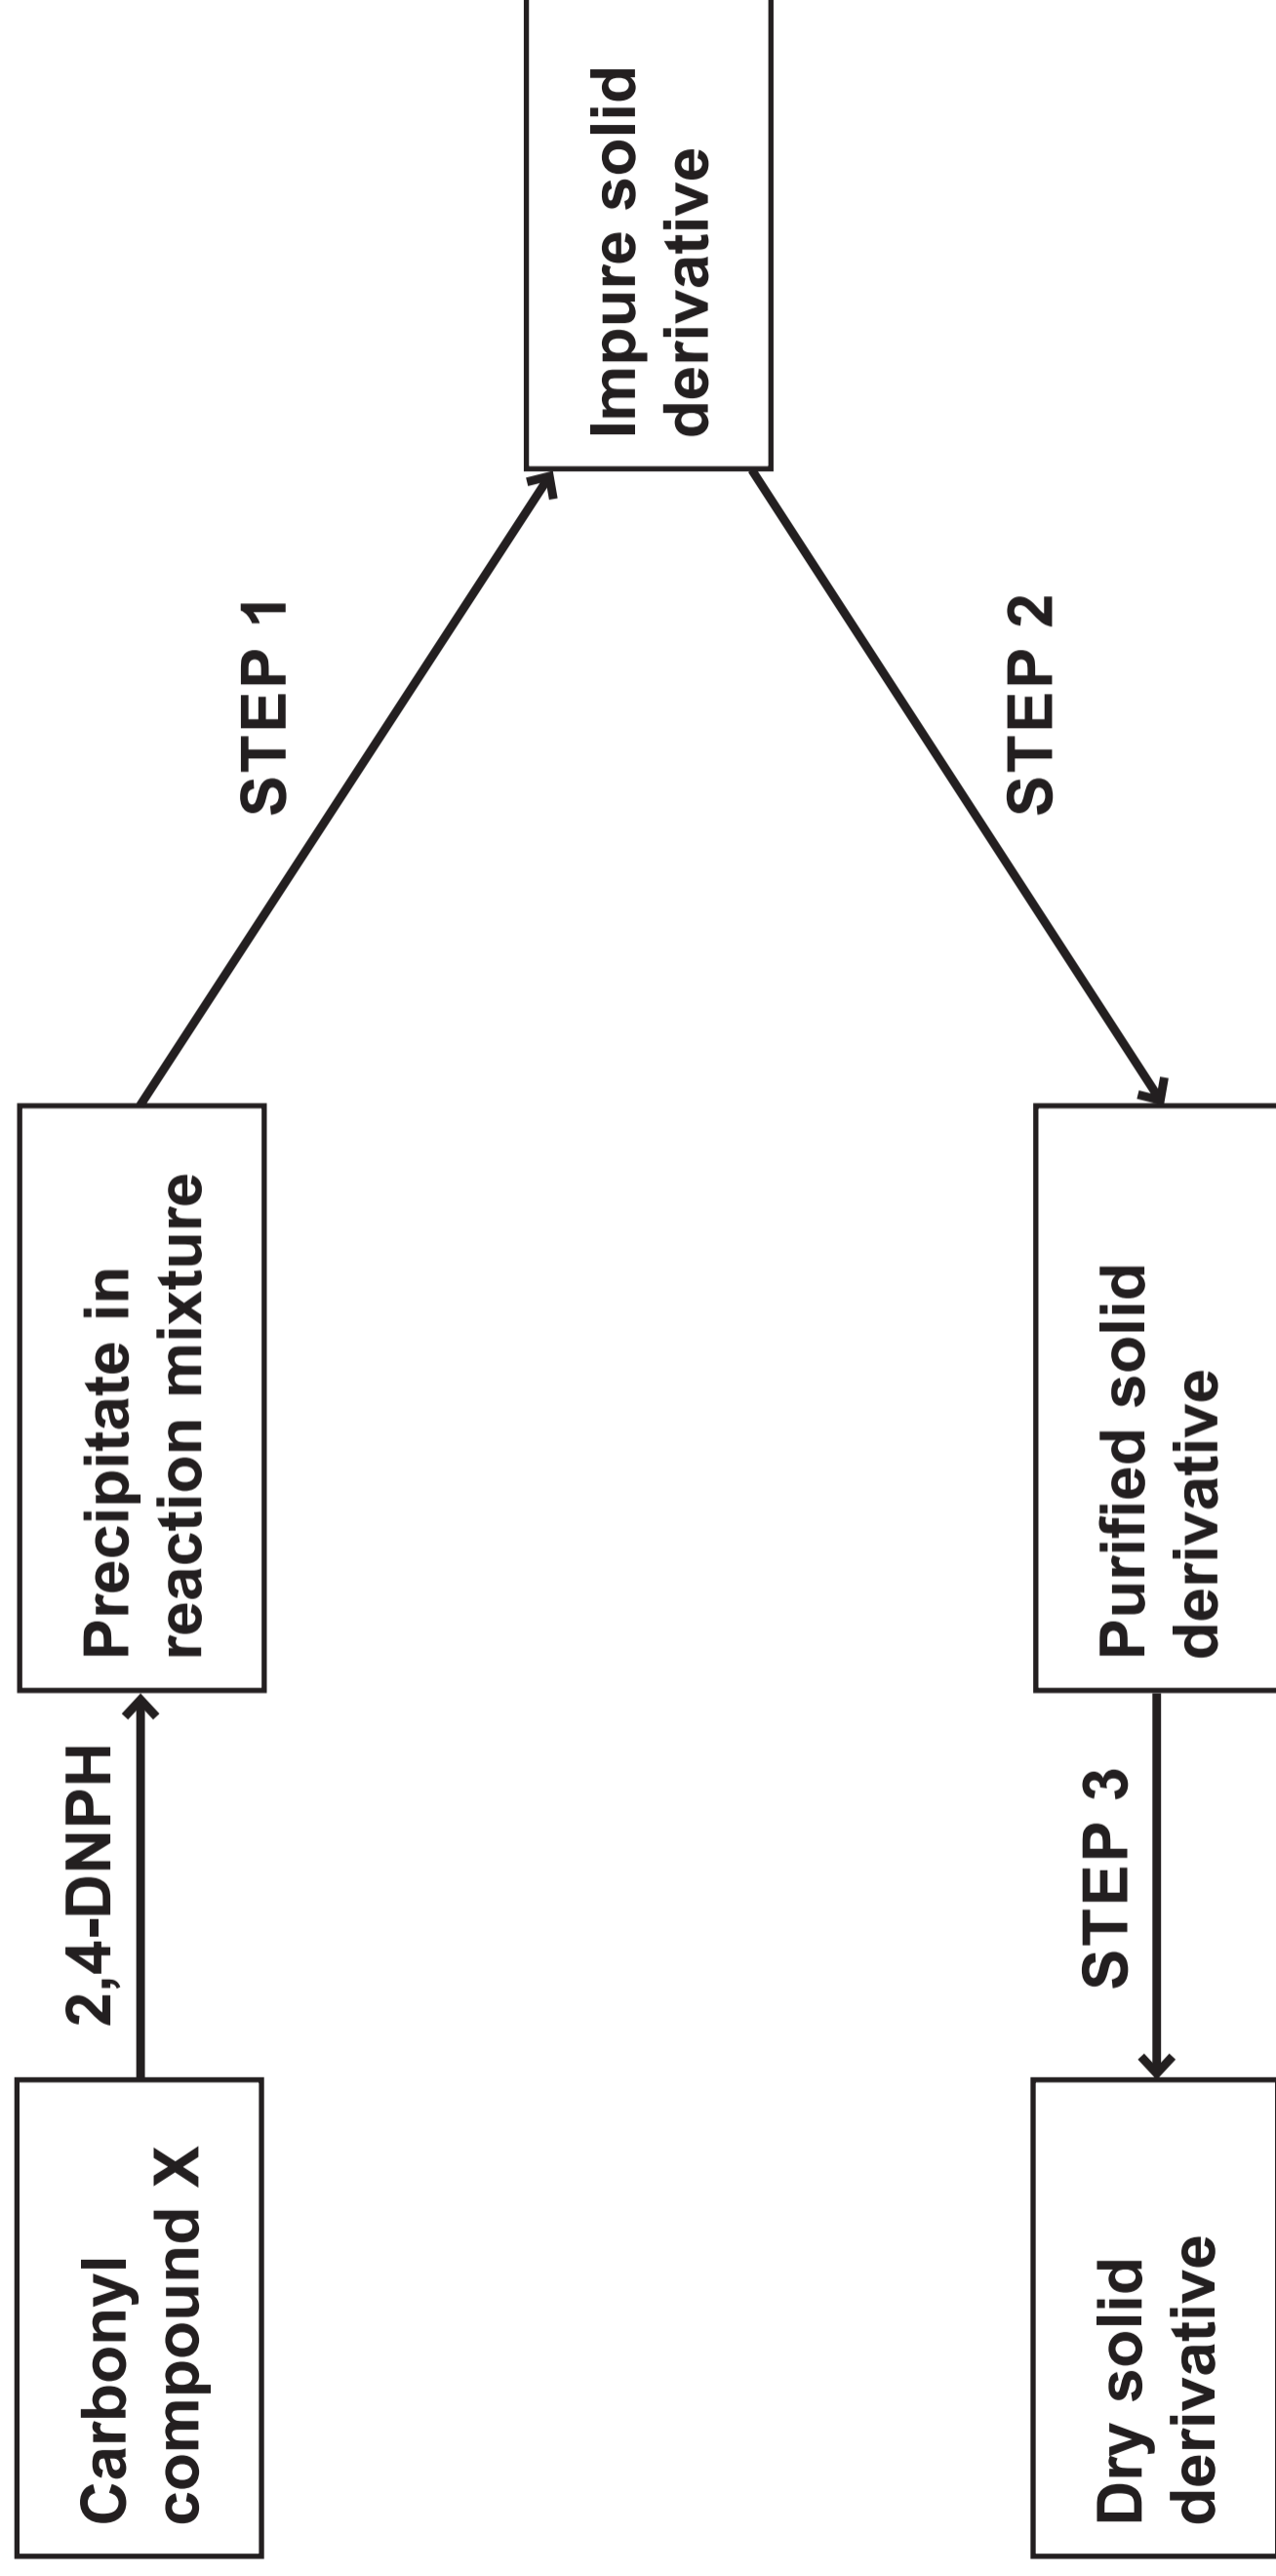 Carbonyl
compound X
2,4-DNPH
Precipitate in
reaction mixture
STEP 1
Impure solid
derivative
STEP 2
Purified solid
derivative
STEP 3
Dry solid
derivative